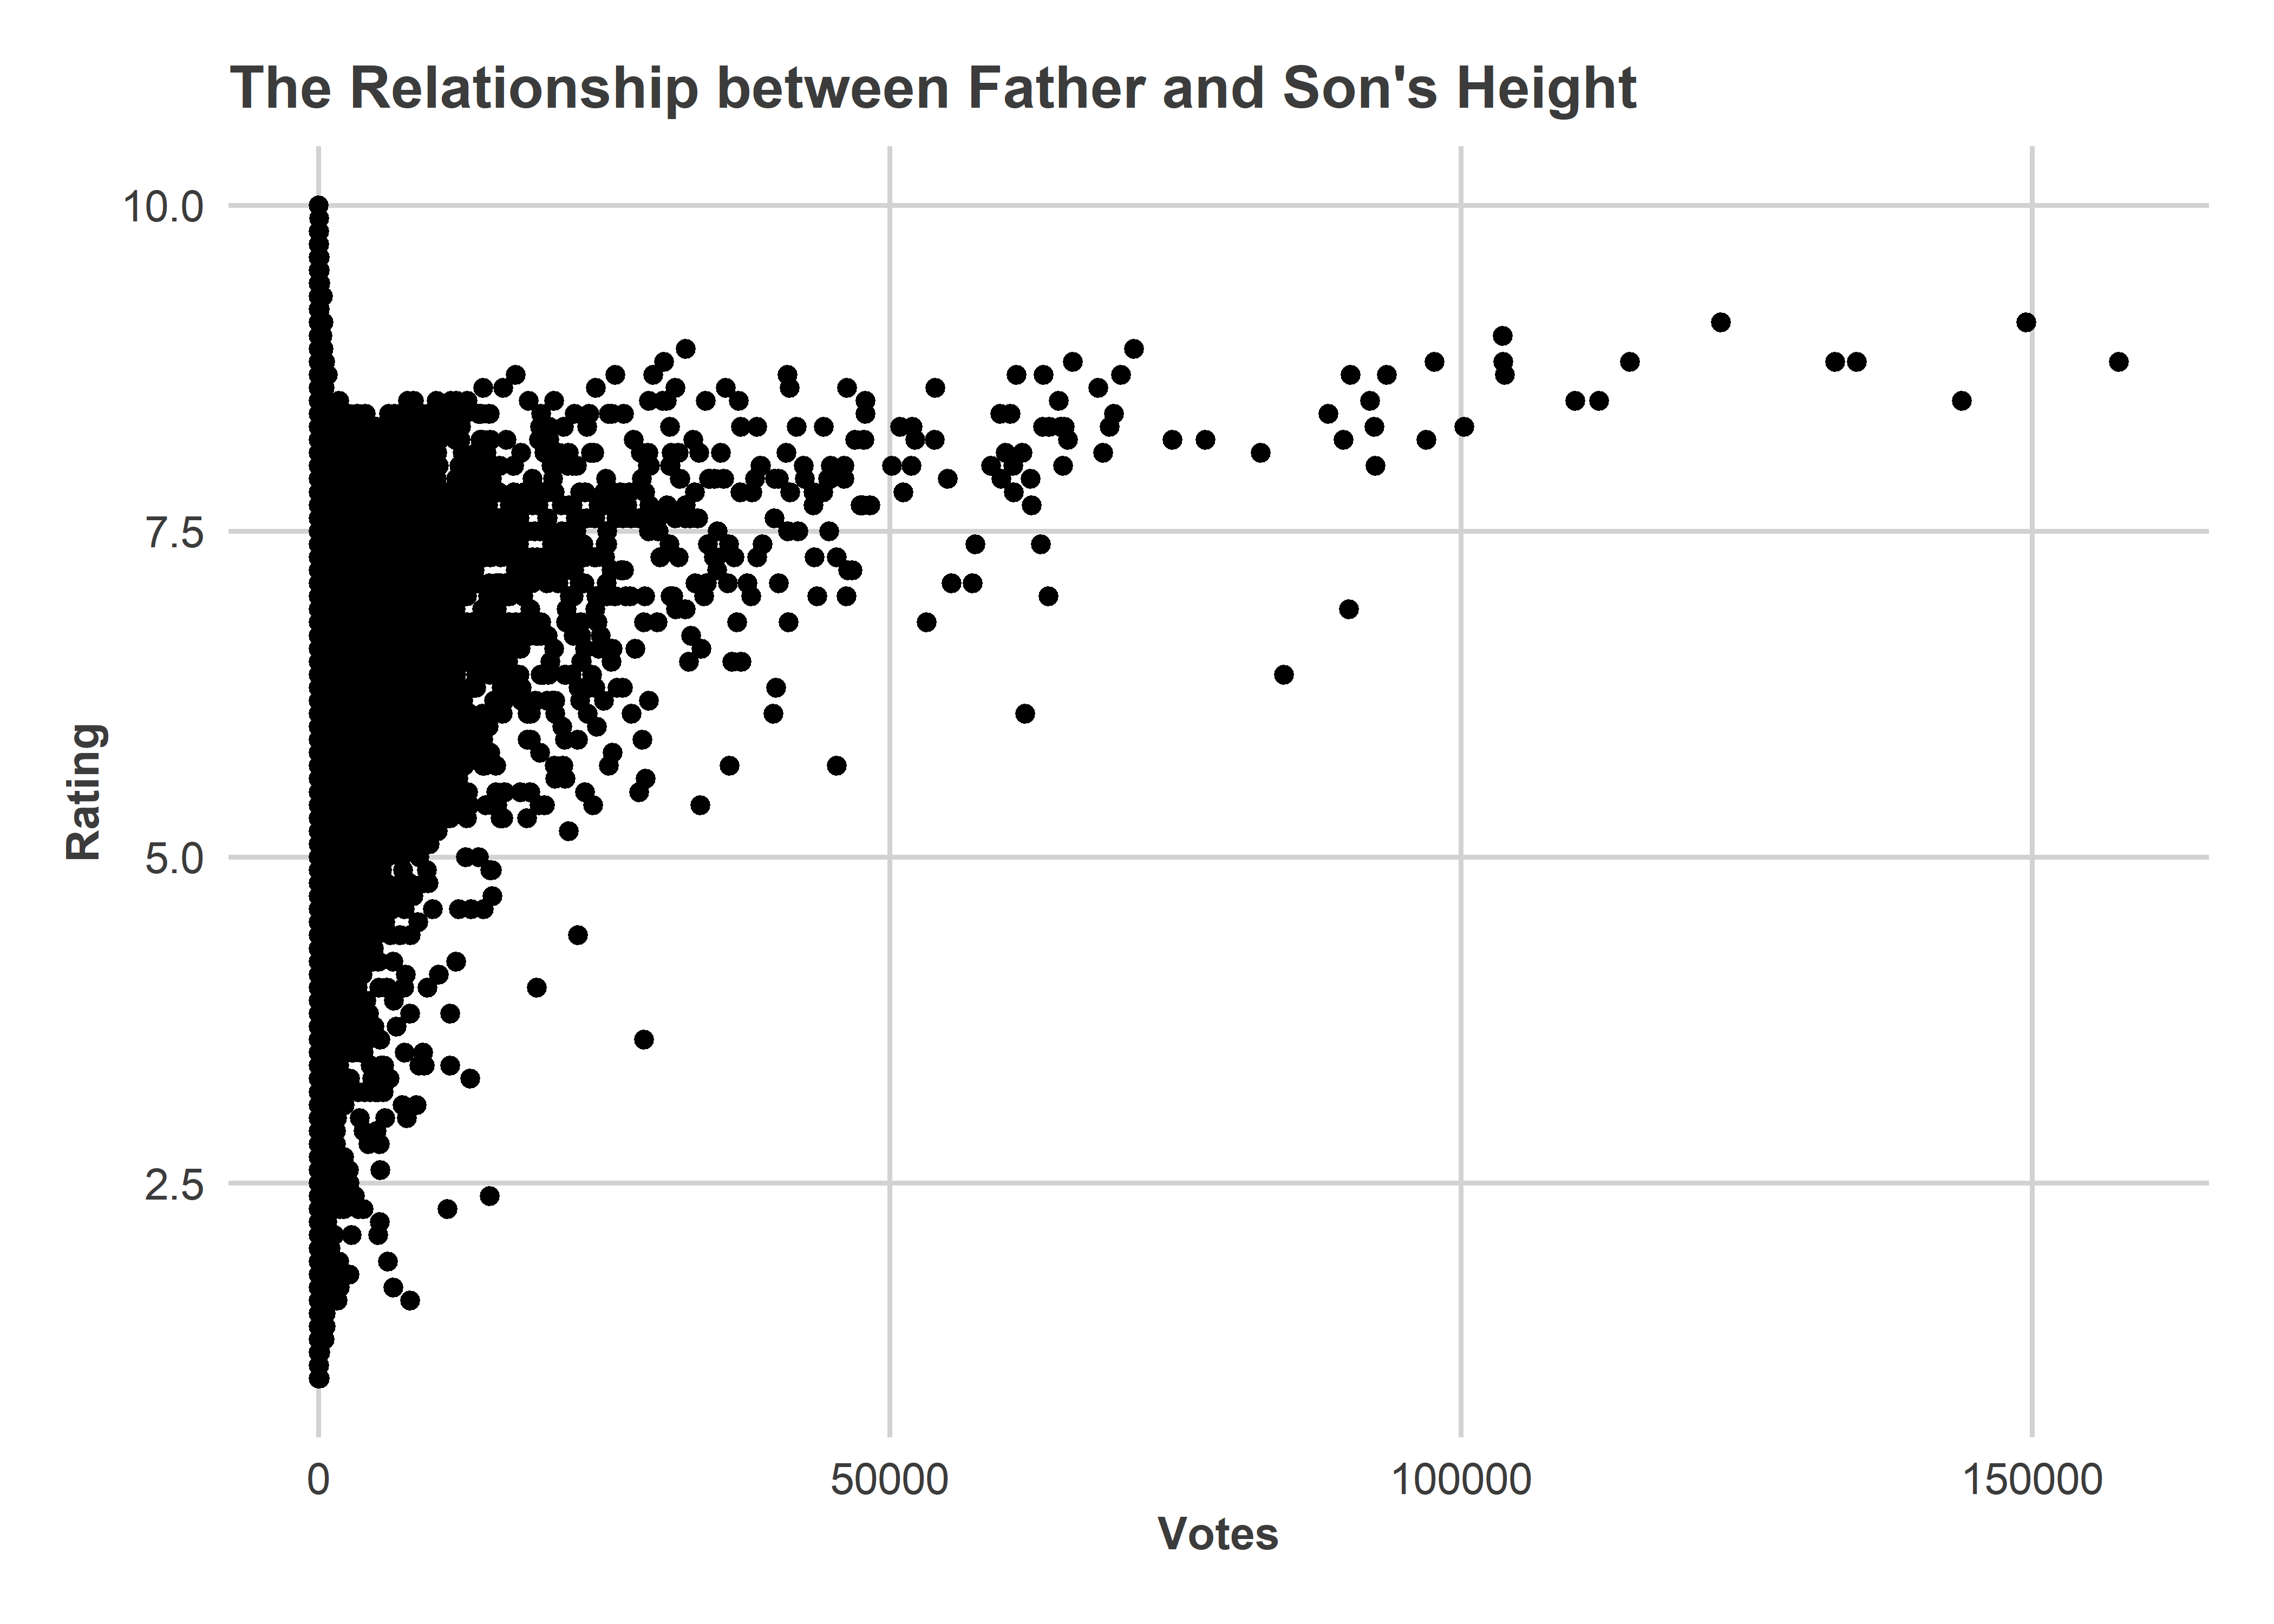 The Relationship between Father and Son's Height
10.0
7.5
5.0
2.5
Rating
0 50000 100000 150000
Votes